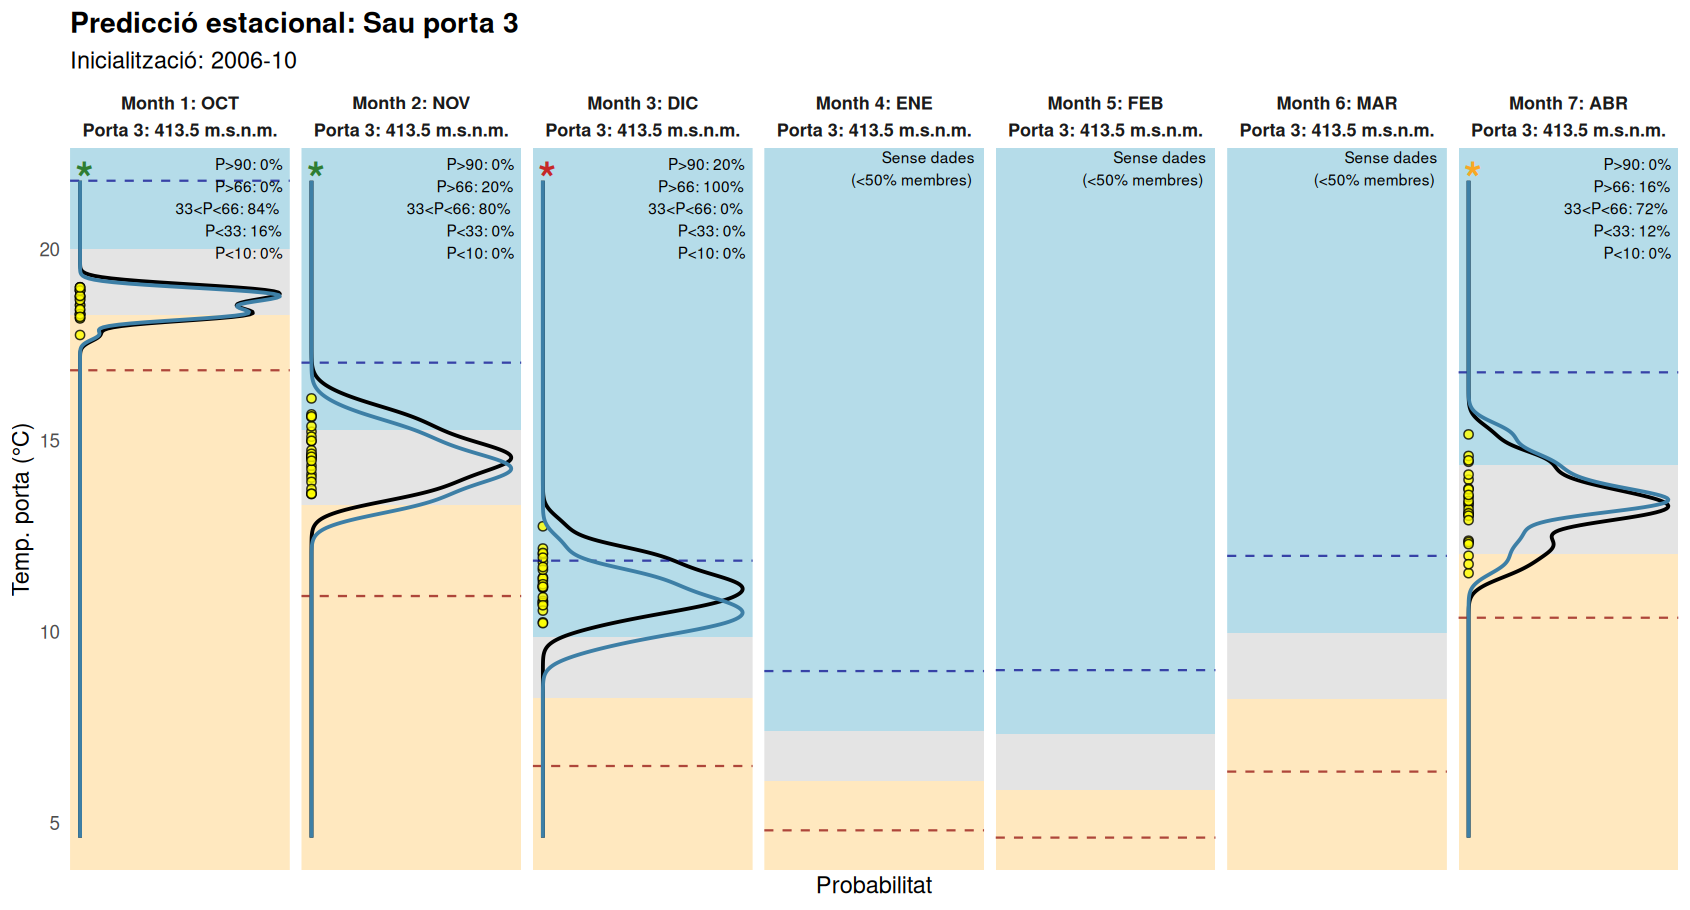 Predicció estacional: Sau porta 3
Inicialització: 2006-10
Month 1: OCT
Porta 3: 413.5 m.s.n.m.
Month 2: NOV
Porta 3: 413.5 m.s.n.m.
Month 3: DIC
Porta 3: 413.5 m.s.n.m.
Month 4: ENE
Porta 3: 413.5 m.s.n.m.
Month 5: FEB
Porta 3: 413.5 m.s.n.m.
Month 6: MAR
Porta 3: 413.5 m.s.n.m.
Month 7: ABR
Porta 3: 413.5 m.s.n.m.
*
P>90: 0%
P>66: 0%
33<P<66: 84%
P<33: 16%
P<10: 0%
*
P>90: 0%
P>66: 20%
33<P<66: 80%
P<33: 0%
P<10: 0%
*
P>90: 20%
P>66: 100%
33<P<66: 0%
P<33: 0%
P<10: 0%
Sense dades
(<50% membres)
Sense dades
(<50% membres)
Sense dades
(<50% membres)
*
P>90: 0%
P>66: 16%
33<P<66: 72%
P<33: 12%
P<10: 0%
20
15
10
5
Temp. porta (°C)
Probabilitat